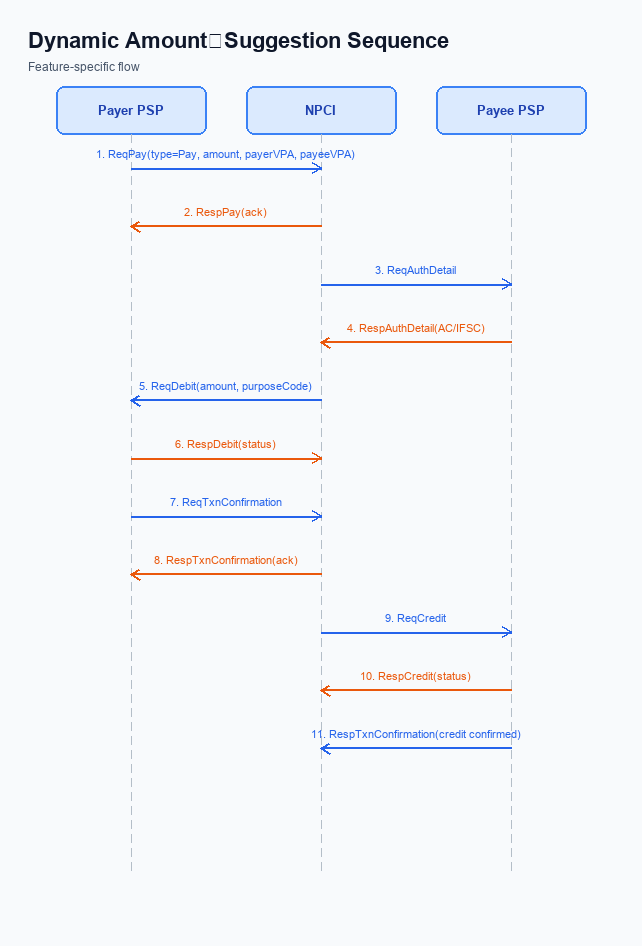 Dynamic Amount□Suggestion Sequence
Feature-specific flow
Payer PSP
NPCI
Payee PSP
1. ReqPay(type=Pay, amount, payerVPA, payeeVPA)
2. RespPay(ack)
3. ReqAuthDetail
4. RespAuthDetail(AC/IFSC)
5. ReqDebit(amount, purposeCode)
6. RespDebit(status)
7. ReqTxnConfirmation
8. RespTxnConfirmation(ack)
9. ReqCredit
10. RespCredit(status)
11. RespTxnConfirmation(credit confirmed)